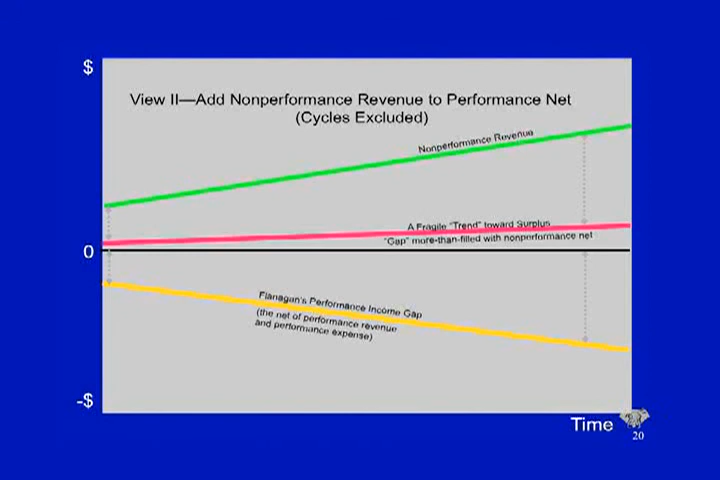 $
View II—Add Nonperformance Revenue to Performance Net
(Cycles Excluded)
Nonperformance Revenue
A Fragile "Trend" toward Surplus
"Gap" more-than-filled with nonperformance net
0
Flanagan's Performance Income Gap
(the net of performance revenue
and performance expense)
-$
Time
20